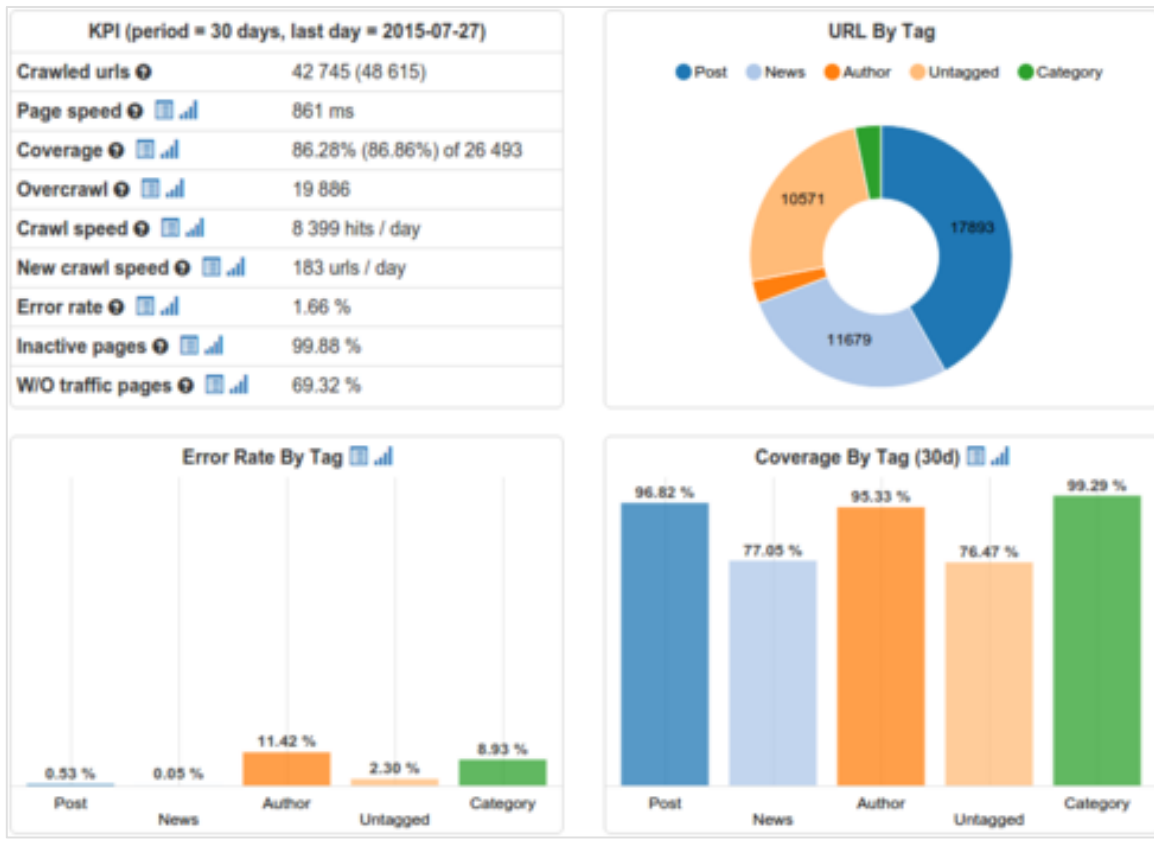 KPI (period = 30 days, last day = 2015-07-27)
Crawled urls 42 745 (48 615)
Page speed 861 ms
Coverage 86.28% (86.86%) of 26 493
Overcrawl 19 886
Crawl speed 8 399 hits / day
New crawl speed 183 urls / day
Error rate 1.66 %
Inactive pages 99.88 %
W/O traffic pages 69.32 %
URL By Tag
Post News Author Untagged Category
10571
17893
11679
Error Rate By Tag
11.42 %
8.93 %
2.30 %
0.53 % 0.05 %
Post Author Category
News Untagged
Coverage By Tag (30d)
99.29 %
96.82 % 95.33 %
77.05 % 76.47 %
Post Author Category
News Untagged